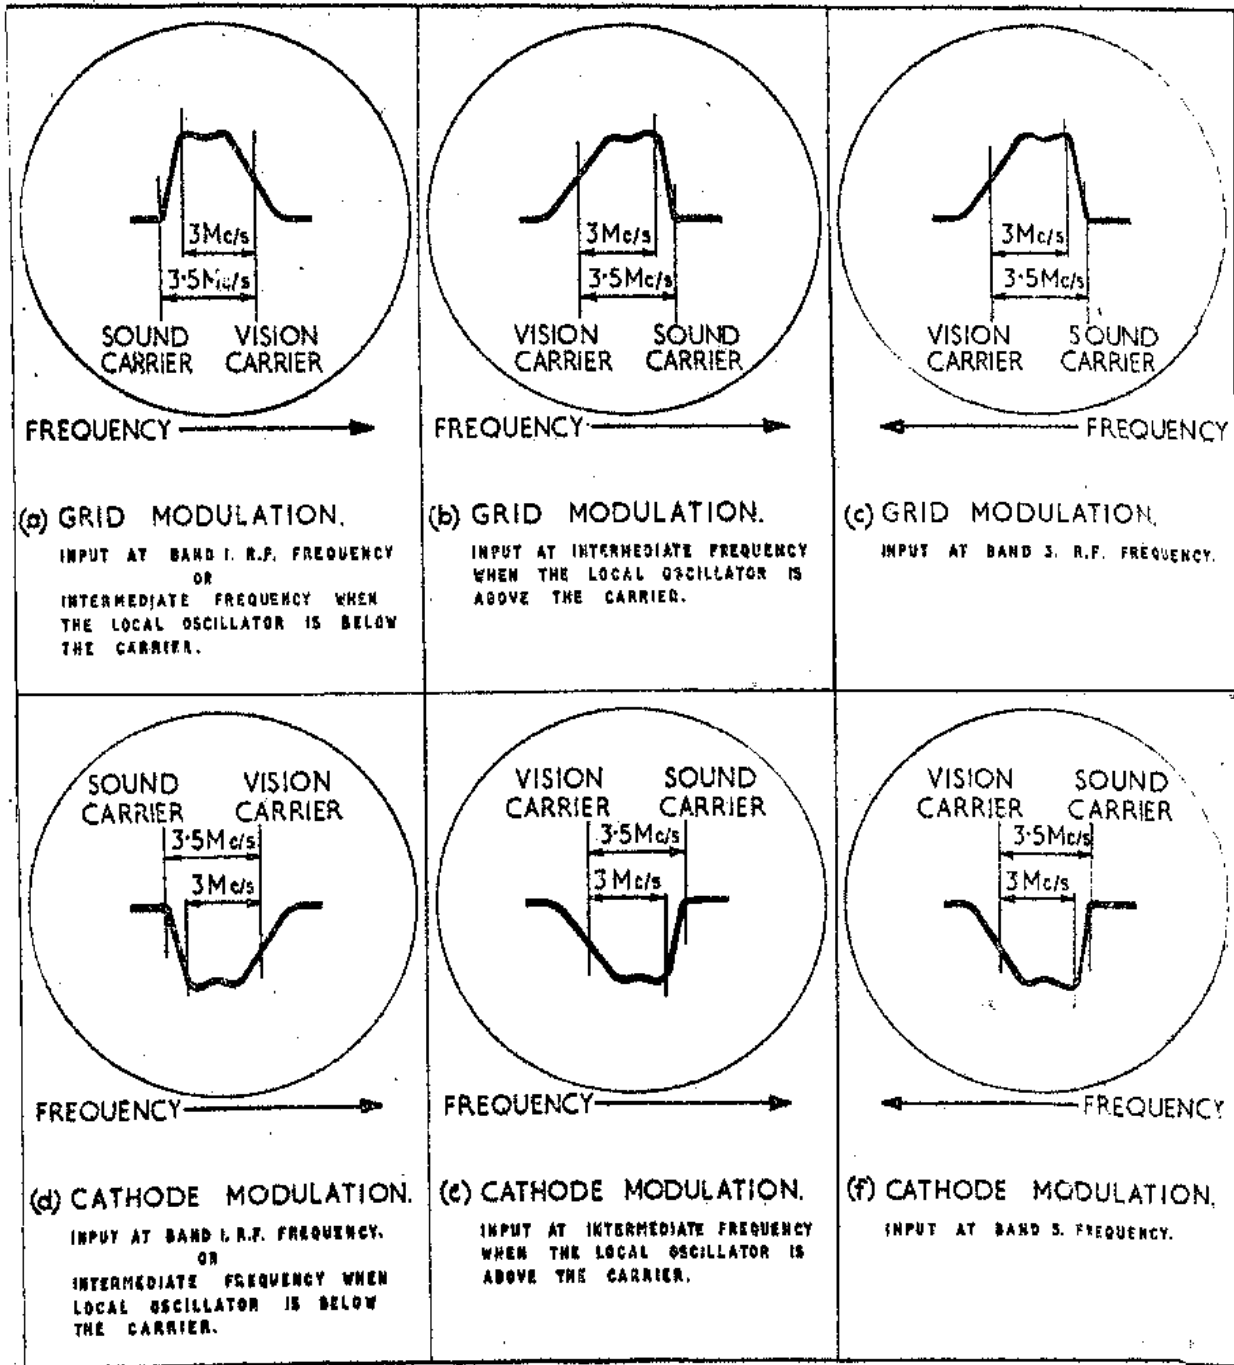 3Mc/s
3·5Mc/s
SOUND CARRIER
VISION CARRIER
FREQUENCY
(a) GRID MODULATION.
INPUT AT BAND 1. R.F. FREQUENCY
OR
INTERMEDIATE FREQUENCY WHEN
THE LOCAL OSCILLATOR IS BELOW
THE CARRIER.
3Mc/s
3·5Mc/s
VISION CARRIER
SOUND CARRIER
FREQUENCY
(b) GRID MODULATION.
INPUT AT INTERMEDIATE FREQUENCY
WHEN THE LOCAL OSCILLATOR IS
ABOVE THE CARRIER.
3Mc/s
3·5Mc/s
VISION CARRIER
SOUND CARRIER
FREQUENCY
(c) GRID MODULATION.
INPUT AT BAND 3. R.F. FREQUENCY.
SOUND CARRIER
VISION CARRIER
3·5Mc/s
3Mc/s
FREQUENCY
(d) CATHODE MODULATION.
INPUT AT BAND 1. R.F. FREQUENCY.
OR
INTERMEDIATE FREQUENCY WHEN
LOCAL OSCILLATOR IS BELOW
THE CARRIER.
VISION CARRIER
SOUND CARRIER
3·5Mc/s
3Mc/s
FREQUENCY
(e) CATHODE MODULATION.
INPUT AT INTERMEDIATE FREQUENCY
WHEN THE LOCAL OSCILLATOR IS
ABOVE THE CARRIER.
VISION CARRIER
SOUND CARRIER
3·5Mc/s
3Mc/s
FREQUENCY
(f) CATHODE MODULATION.
INPUT AT BAND 3. FREQUENCY.